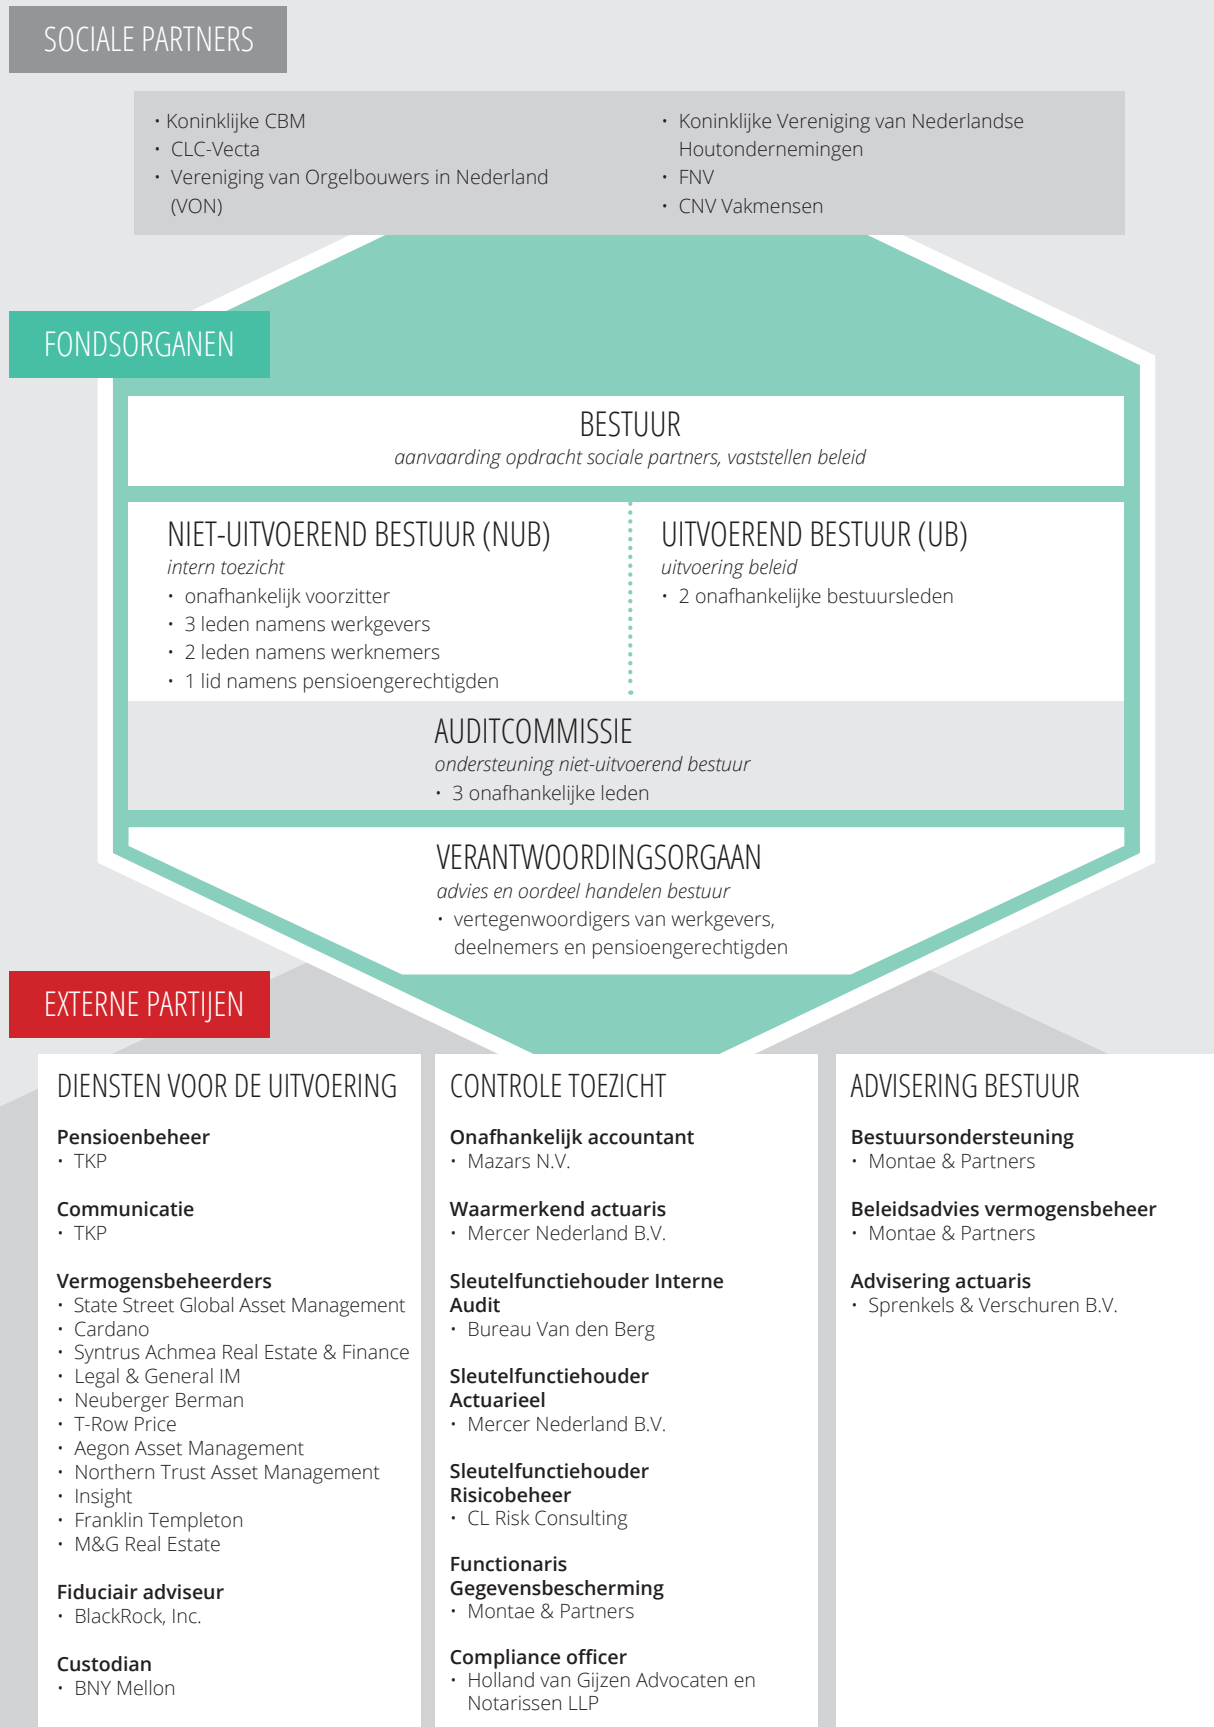 SOCIALE PARTNERS
• Koninklijke CBM
• CLC-Vecta
• Vereniging van Orgelbouwers in Nederland
(VON)
• Koninklijke Vereniging van Nederlandse
Houtondernemingen
• FNV
• CNV Vakmensen
FONDSORGANEN
BESTUUR
aanvaarding opdracht sociale partners, vaststellen beleid
NIET-UITVOEREND BESTUUR (NUB)
intern toezicht
• onafhankelijk voorzitter
• 3 leden namens werkgevers
• 2 leden namens werknemers
• 1 lid namens pensioengerechtigden
UITVOEREND BESTUUR (UB)
uitvoering beleid
• 2 onafhankelijke bestuursleden
AUDITCOMMISSIE
ondersteuning niet-uitvoerend bestuur
• 3 onafhankelijke leden
VERANTWOORDINGSORGAAN
advies en oordeel handelen bestuur
• vertegenwoordigers van werkgevers,
deelnemers en pensioengerechtigden
EXTERNE PARTIJEN
DIENSTEN VOOR DE UITVOERING
Pensioenbeheer
• TKP
Communicatie
• TKP
Vermogensbeheerders
• State Street Global Asset Management
• Cardano
• Syntrus Achmea Real Estate & Finance
• Legal & General IM
• Neuberger Berman
• T-Row Price
• Aegon Asset Management
• Northern Trust Asset Management
• Insight
• Franklin Templeton
• M&G Real Estate
Fiduciair adviseur
• BlackRock, Inc.
Custodian
• BNY Mellon
CONTROLE TOEZICHT
Onafhankelijk accountant
• Mazars N.V.
Waarmerkend actuaris
• Mercer Nederland B.V.
Sleutelfunctiehouder Interne
Audit
• Bureau Van den Berg
Sleutelfunctiehouder
Actuarieel
• Mercer Nederland B.V.
Sleutelfunctiehouder
Risicobeheer
• CL Risk Consulting
Functionaris
Gegevensbescherming
• Montae & Partners
Compliance officer
• Holland van Gijzen Advocaten en
Notarissen LLP
ADVISERING BESTUUR
Bestuursondersteuning
• Montae & Partners
Beleidsadvies vermogensbeheer
• Montae & Partners
Advisering actuaris
• Sprenkels & Verschuren B.V.